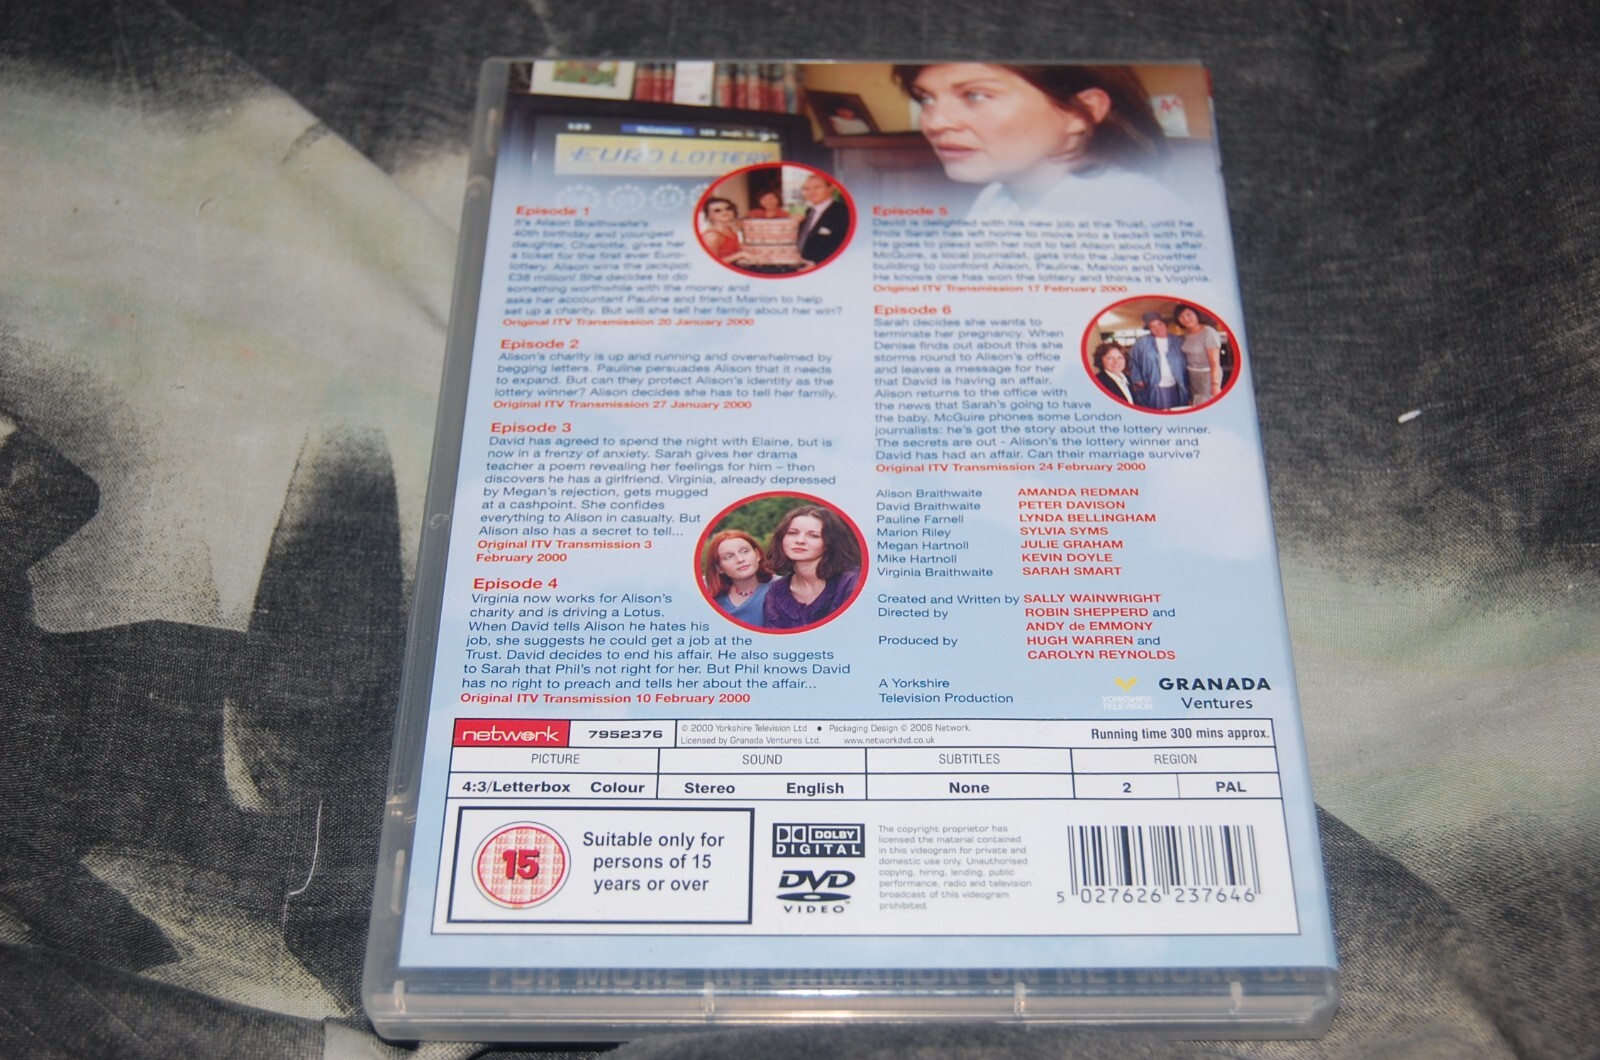 EURO LOTTERY
Episode 1
It's Alison Braithwaite's
40th birthday and youngest
daughter, Charlotte, gives her
a ticket for the first ever Euro-
lottery. Alison wins the jackpot:
£38 million! She decides to do
something worthwhile with the money and
asks her accountant Pauline and friend Marion to help
set up a charity. But will she tell her family about her win?
Original ITV Transmission 20 January 2000
Episode 2
Alison's charity is up and running and overwhelmed by
begging letters. Pauline persuades Alison that it needs
to expand. But can they protect Alison's identity as the
lottery winner? Alison decides she has to tell her family.
Original ITV Transmission 27 January 2000
Episode 3
David has agreed to spend the night with Elaine, but is
now in a frenzy of anxiety. Sarah gives her drama
teacher a poem revealing her feelings for him – then
discovers he has a girlfriend. Virginia, already depressed
by Megan's rejection, gets mugged
at a cashpoint. She confides
everything to Alison in casualty. But
Alison also has a secret to tell...
Original ITV Transmission 3
February 2000
Episode 4
Virginia now works for Alison's
charity and is driving a Lotus.
When David tells Alison he hates his
job, she suggests he could get a job at the
Trust. David decides to end his affair. He also suggests
to Sarah that Phil's not right for her. But Phil knows David
has no right to preach and tells her about the affair...
Original ITV Transmission 10 February 2000
Episode 5
David is delighted with his new job at the Trust, until he
finds Sarah has left home to move into a bedsit with Phil.
He goes to plead with her not to tell Alison about his affair.
McGuire, a local journalist, gets into the Jane Crowther
building to confront Alison, Pauline, Marion and Virginia.
He knows one has won the lottery and thinks it's Virginia.
Original ITV Transmission 17 February 2000
Episode 6
Sarah decides she wants to
terminate her pregnancy. When
Denise finds out about this she
storms round to Alison's office
and leaves a message for her
that David is having an affair.
Alison returns to the office with
the news that Sarah's going to have
the baby. McGuire phones some London
journalists: he's got the story about the lottery winner.
The secrets are out - Alison's the lottery winner and
David has had an affair. Can their marriage survive?
Original ITV Transmission 24 February 2000
Alison Braithwaite AMANDA REDMAN
David Braithwaite PETER DAVISON
Pauline Farnell LYNDA BELLINGHAM
Marion Riley SYLVIA SYMS
Megan Hartnoll JULIE GRAHAM
Mike Hartnoll KEVIN DOYLE
Virginia Braithwaite SARAH SMART
Created and Written by SALLY WAINWRIGHT
Directed by ROBIN SHEPPERD and
ANDY de EMMONY
Produced by HUGH WARREN and
CAROLYN REYNOLDS
A Yorkshire
Television Production
YORKSHIRE
TELEVISION
GRANADA
Ventures
network 7952376
© 2000 Yorkshire Television Ltd • Packaging Design © 2006 Network.
Licensed by Granada Ventures Ltd. www.networkdvd.co.uk
Running time 300 mins approx.
PICTURE SOUND SUBTITLES REGION
4:3/Letterbox Colour Stereo English None 2 PAL
15
Suitable only for
persons of 15
years or over
DOLBY
DIGITAL
DVD
VIDEO
The copyright proprietor has
licensed the material contained
in this videogram for private and
domestic use only. Unauthorised
copying, hiring, lending, public
performance, radio and television
broadcast of this videogram
prohibited.
5 027626 237646
FOR MORE INFORMATION ON NETWORK